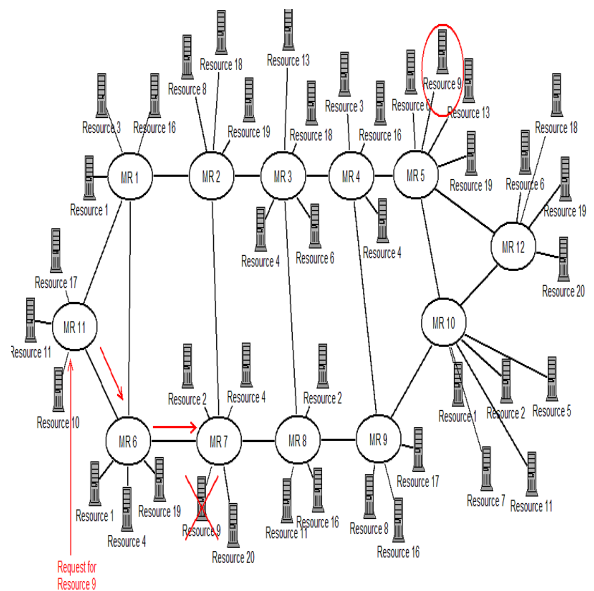 Resource 13
Resource 18
Resource 8
Resource 9
Resource 3
Resource 6
Resource 13
Resource 3
Resource 16
Resource 19
Resource 18
Resource 16
Resource 18
Resource 19
Resource 6
MR 1
MR 2
MR 3
MR 4
MR 5
Resource 1
Resource 19
Resource 4
Resource 6
Resource 4
MR 12
Resource 17
Resource 20
MR 11
MR 10
Resource 11
Resource 2
Resource 4
Resource 2
Resource 10
Resource 1
Resource 2
Resource 5
MR 6
MR 7
MR 8
MR 9
Resource 17
Resource 7
Resource 11
Resource 1
Resource 19
Resource 4
Resource 9
Resource 11
Resource 16
Resource 8
Resource 20
Resource 16
Request for
Resource 9